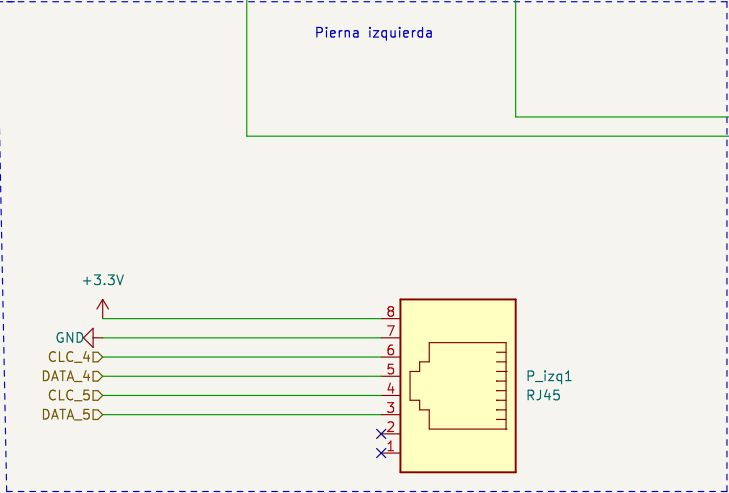 Pierna izquierda
+3.3V
8
GND
7
CLC_4
6
DATA_4
5
P_izq1
CLC_5
4
RJ45
DATA_5
3
2
1